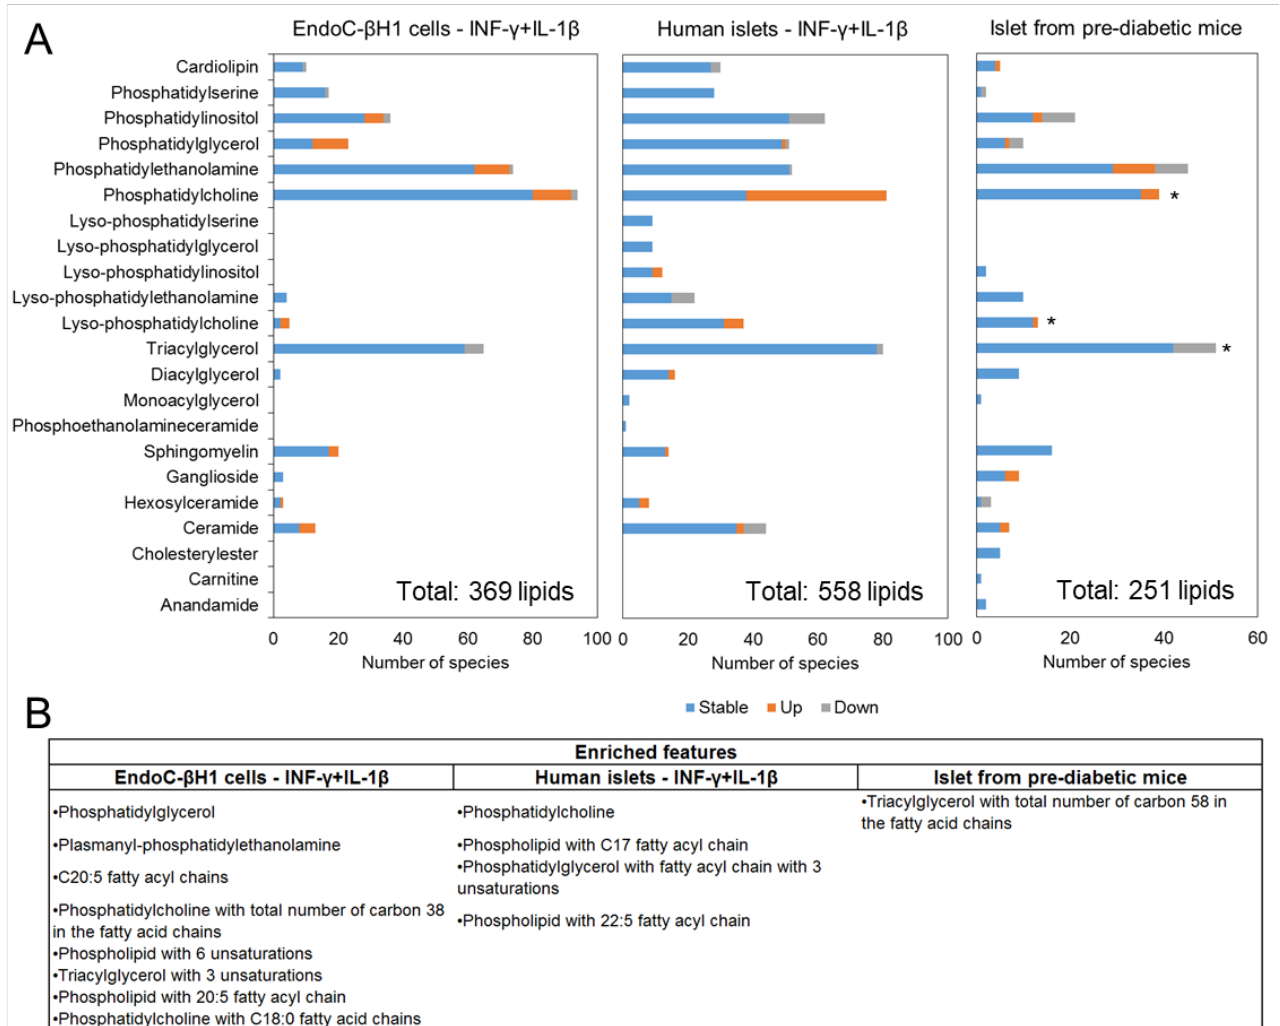 A
EndoC-βH1 cells - INF-γ+IL-1β
Human islets - INF-γ+IL-1β
Islet from pre-diabetic mice
Cardiolipin
Phosphatidylserine
Phosphatidylinositol
Phosphatidylglycerol
Phosphatidylethanolamine
Phosphatidylcholine
*
Lyso-phosphatidylserine
Lyso-phosphatidylglycerol
Lyso-phosphatidylinositol
Lyso-phosphatidylethanolamine
Lyso-phosphatidylcholine
*
Triacylglycerol
*
Diacylglycerol
Monoacylglycerol
Phosphoethanolamineceramide
Sphingomyelin
Ganglioside
Hexosylceramide
Ceramide
Cholesterylester
Carnitine
Anandamide
Total: 369 lipids
Total: 558 lipids
Total: 251 lipids
0 20 40 60 80 100
0 20 40 60 80 100
0 20 40 60
Number of species
Number of species
Number of species
Stable Up Down
B
Enriched features
EndoC-βH1 cells - INF-γ+IL-1β
Human islets - INF-γ+IL-1β
Islet from pre-diabetic mice
•Phosphatidylglycerol
•Plasmanyl-phosphatidylethanolamine
•C20:5 fatty acyl chains
•Phosphatidylcholine with total number of carbon 38
in the fatty acid chains
•Phospholipid with 6 unsaturations
•Triacylglycerol with 3 unsaturations
•Phospholipid with 20:5 fatty acyl chain
•Phosphatidylcholine with C18:0 fatty acid chains
•Phosphatidylcholine
•Phospholipid with C17 fatty acyl chain
•Phosphatidylglycerol with fatty acyl chain with 3
unsaturations
•Phospholipid with 22:5 fatty acyl chain
•Triacylglycerol with total number of carbon 58 in
the fatty acid chains